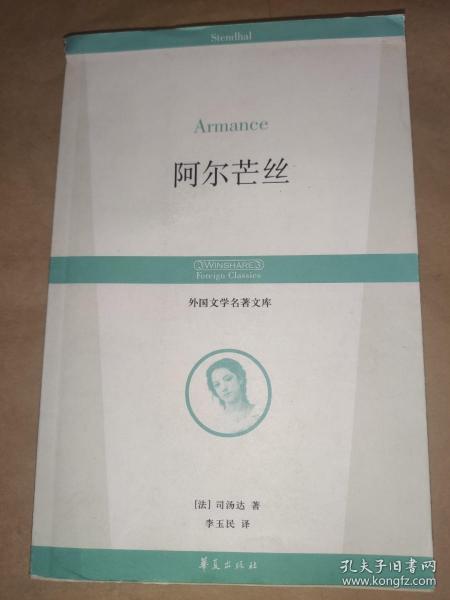 Stendhal
Armance
阿尔芒丝
WINSHARE
Foreign Classics
外国文学名著文库
[法] 司汤达 著
李玉民 译
华夏出版社
孔夫子旧书网
www.kongfz.com